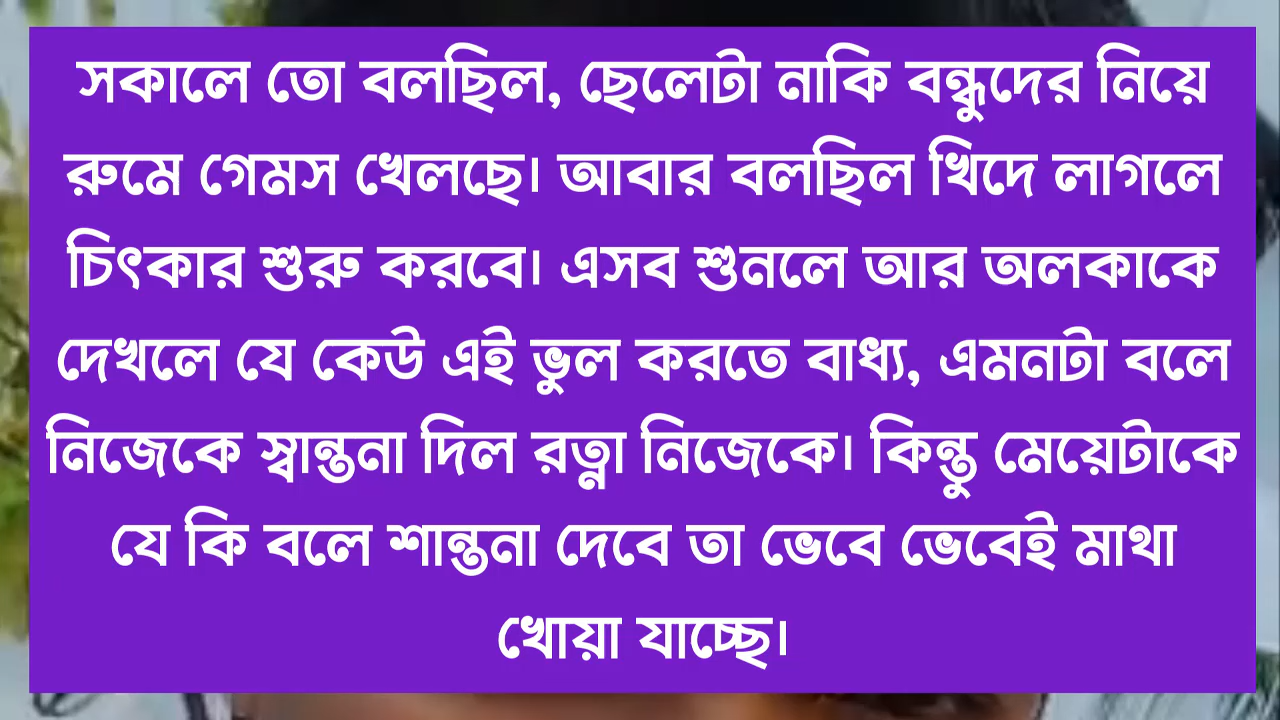 সকালে তো বলছিল, ছেলেটা নাকি বন্ধুদের নিয়ে
রুমে গেমস খেলছে। আবার বলছিল খিদে লাগলে
চিৎকার শুরু করবে। এসব শুনলে আর অলকাকে
দেখলে যে কেউ এই ভুল করতে বাধ্য, এমনটা বলে
নিজেকে স্বান্তনা দিল রত্না নিজেকে। কিন্তু মেয়েটাকে
যে কি বলে শান্তনা দেবে তা ভেবে ভেবেই মাথা
খোয়া যাচ্ছে।